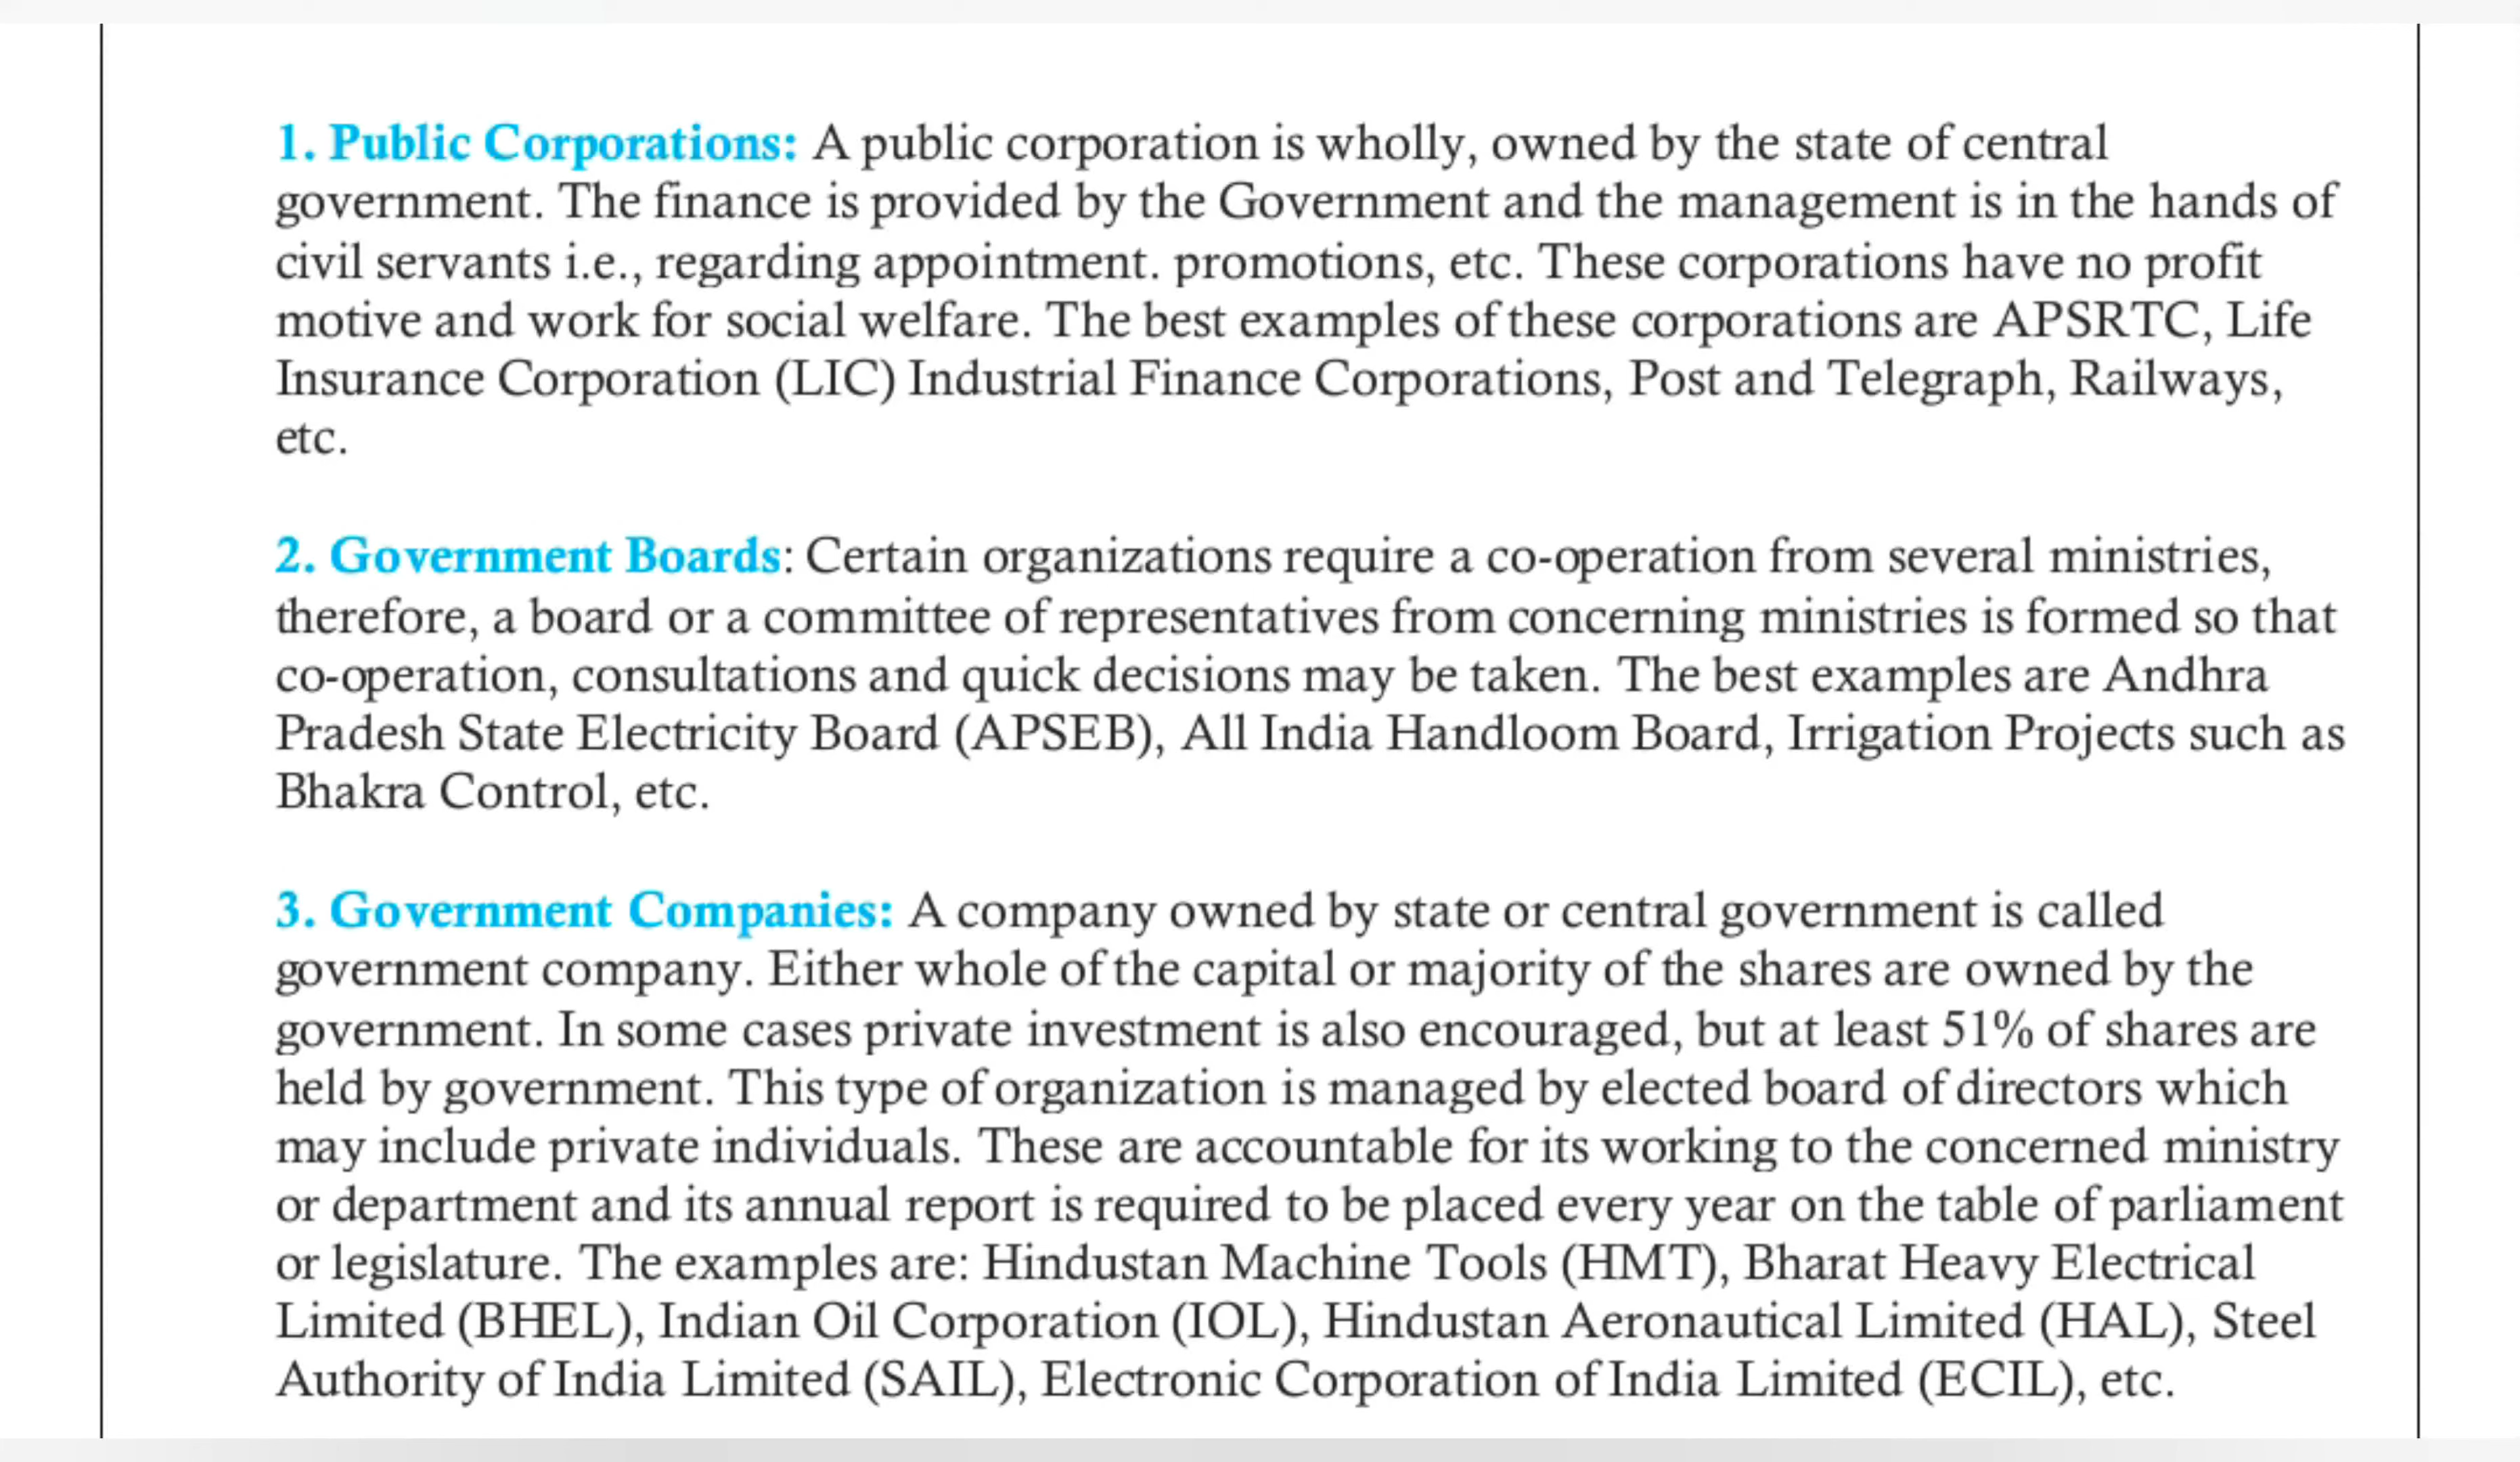 1. Public Corporations: A public corporation is wholly, owned by the state of central
government. The finance is provided by the Government and the management is in the hands of
civil servants i.e., regarding appointment. promotions, etc. These corporations have no profit
motive and work for social welfare. The best examples of these corporations are APSRTC, Life
Insurance Corporation (LIC) Industrial Finance Corporations, Post and Telegraph, Railways,
etc.
2. Government Boards: Certain organizations require a co-operation from several ministries,
therefore, a board or a committee of representatives from concerning ministries is formed so that
co-operation, consultations and quick decisions may be taken. The best examples are Andhra
Pradesh State Electricity Board (APSEB), All India Handloom Board, Irrigation Projects such as
Bhakra Control, etc.
3. Government Companies: A company owned by state or central government is called
government company. Either whole of the capital or majority of the shares are owned by the
government. In some cases private investment is also encouraged, but at least 51% of shares are
held by government. This type of organization is managed by elected board of directors which
may include private individuals. These are accountable for its working to the concerned ministry
or department and its annual report is required to be placed every year on the table of parliament
or legislature. The examples are: Hindustan Machine Tools (HMT), Bharat Heavy Electrical
Limited (BHEL), Indian Oil Corporation (IOL), Hindustan Aeronautical Limited (HAL), Steel
Authority of India Limited (SAIL), Electronic Corporation of India Limited (ECIL), etc.